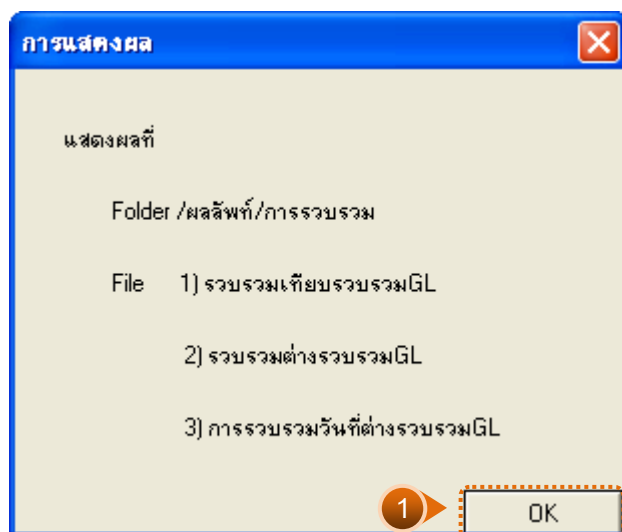 การแสดงผล
แสดงผลที่
Folder /ผลลัพท์/การรวบรวม
File 1) รวบรวมเทียบรวบรวมGL
2) รวบรวมต่างรวบรวมGL
3) การรวบรวมวันที่ต่างรวบรวมGL
1 OK